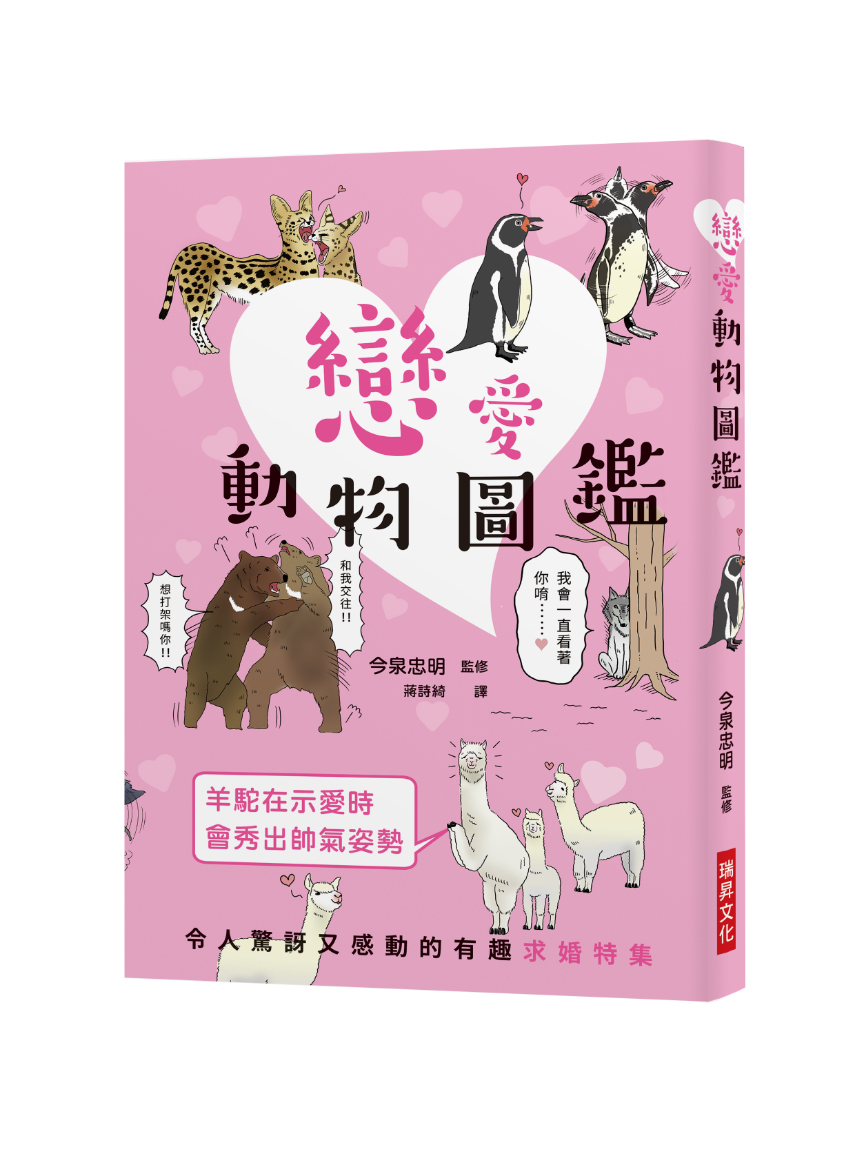 戀愛
動物圖鑑
和我交往!!
想打架嗎你!!
我會一直看著
你唷……♥
今泉忠明 監修
蔣詩綺 譯
羊駝在示愛時
會秀出帥氣姿勢
令人驚訝又感動的有趣求婚特集
戀愛動物圖鑑
今泉忠明 監修
瑞昇文化